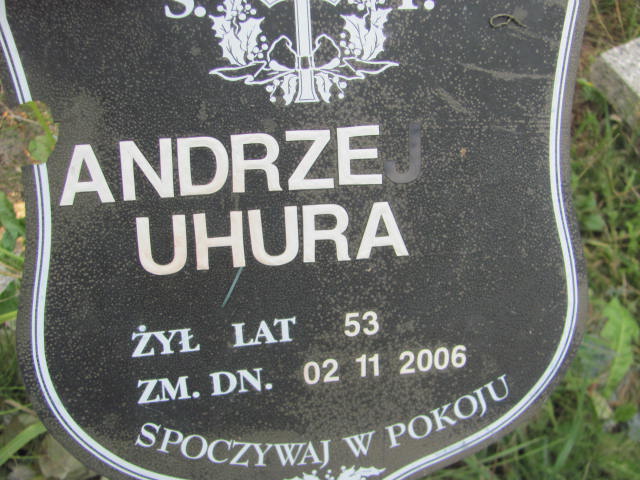 Ś. P.
ANDRZEJ
UHURA
ŻYŁ LAT 53
ZM. DN. 02 11 2006
SPOCZYWAJ W POKOJU